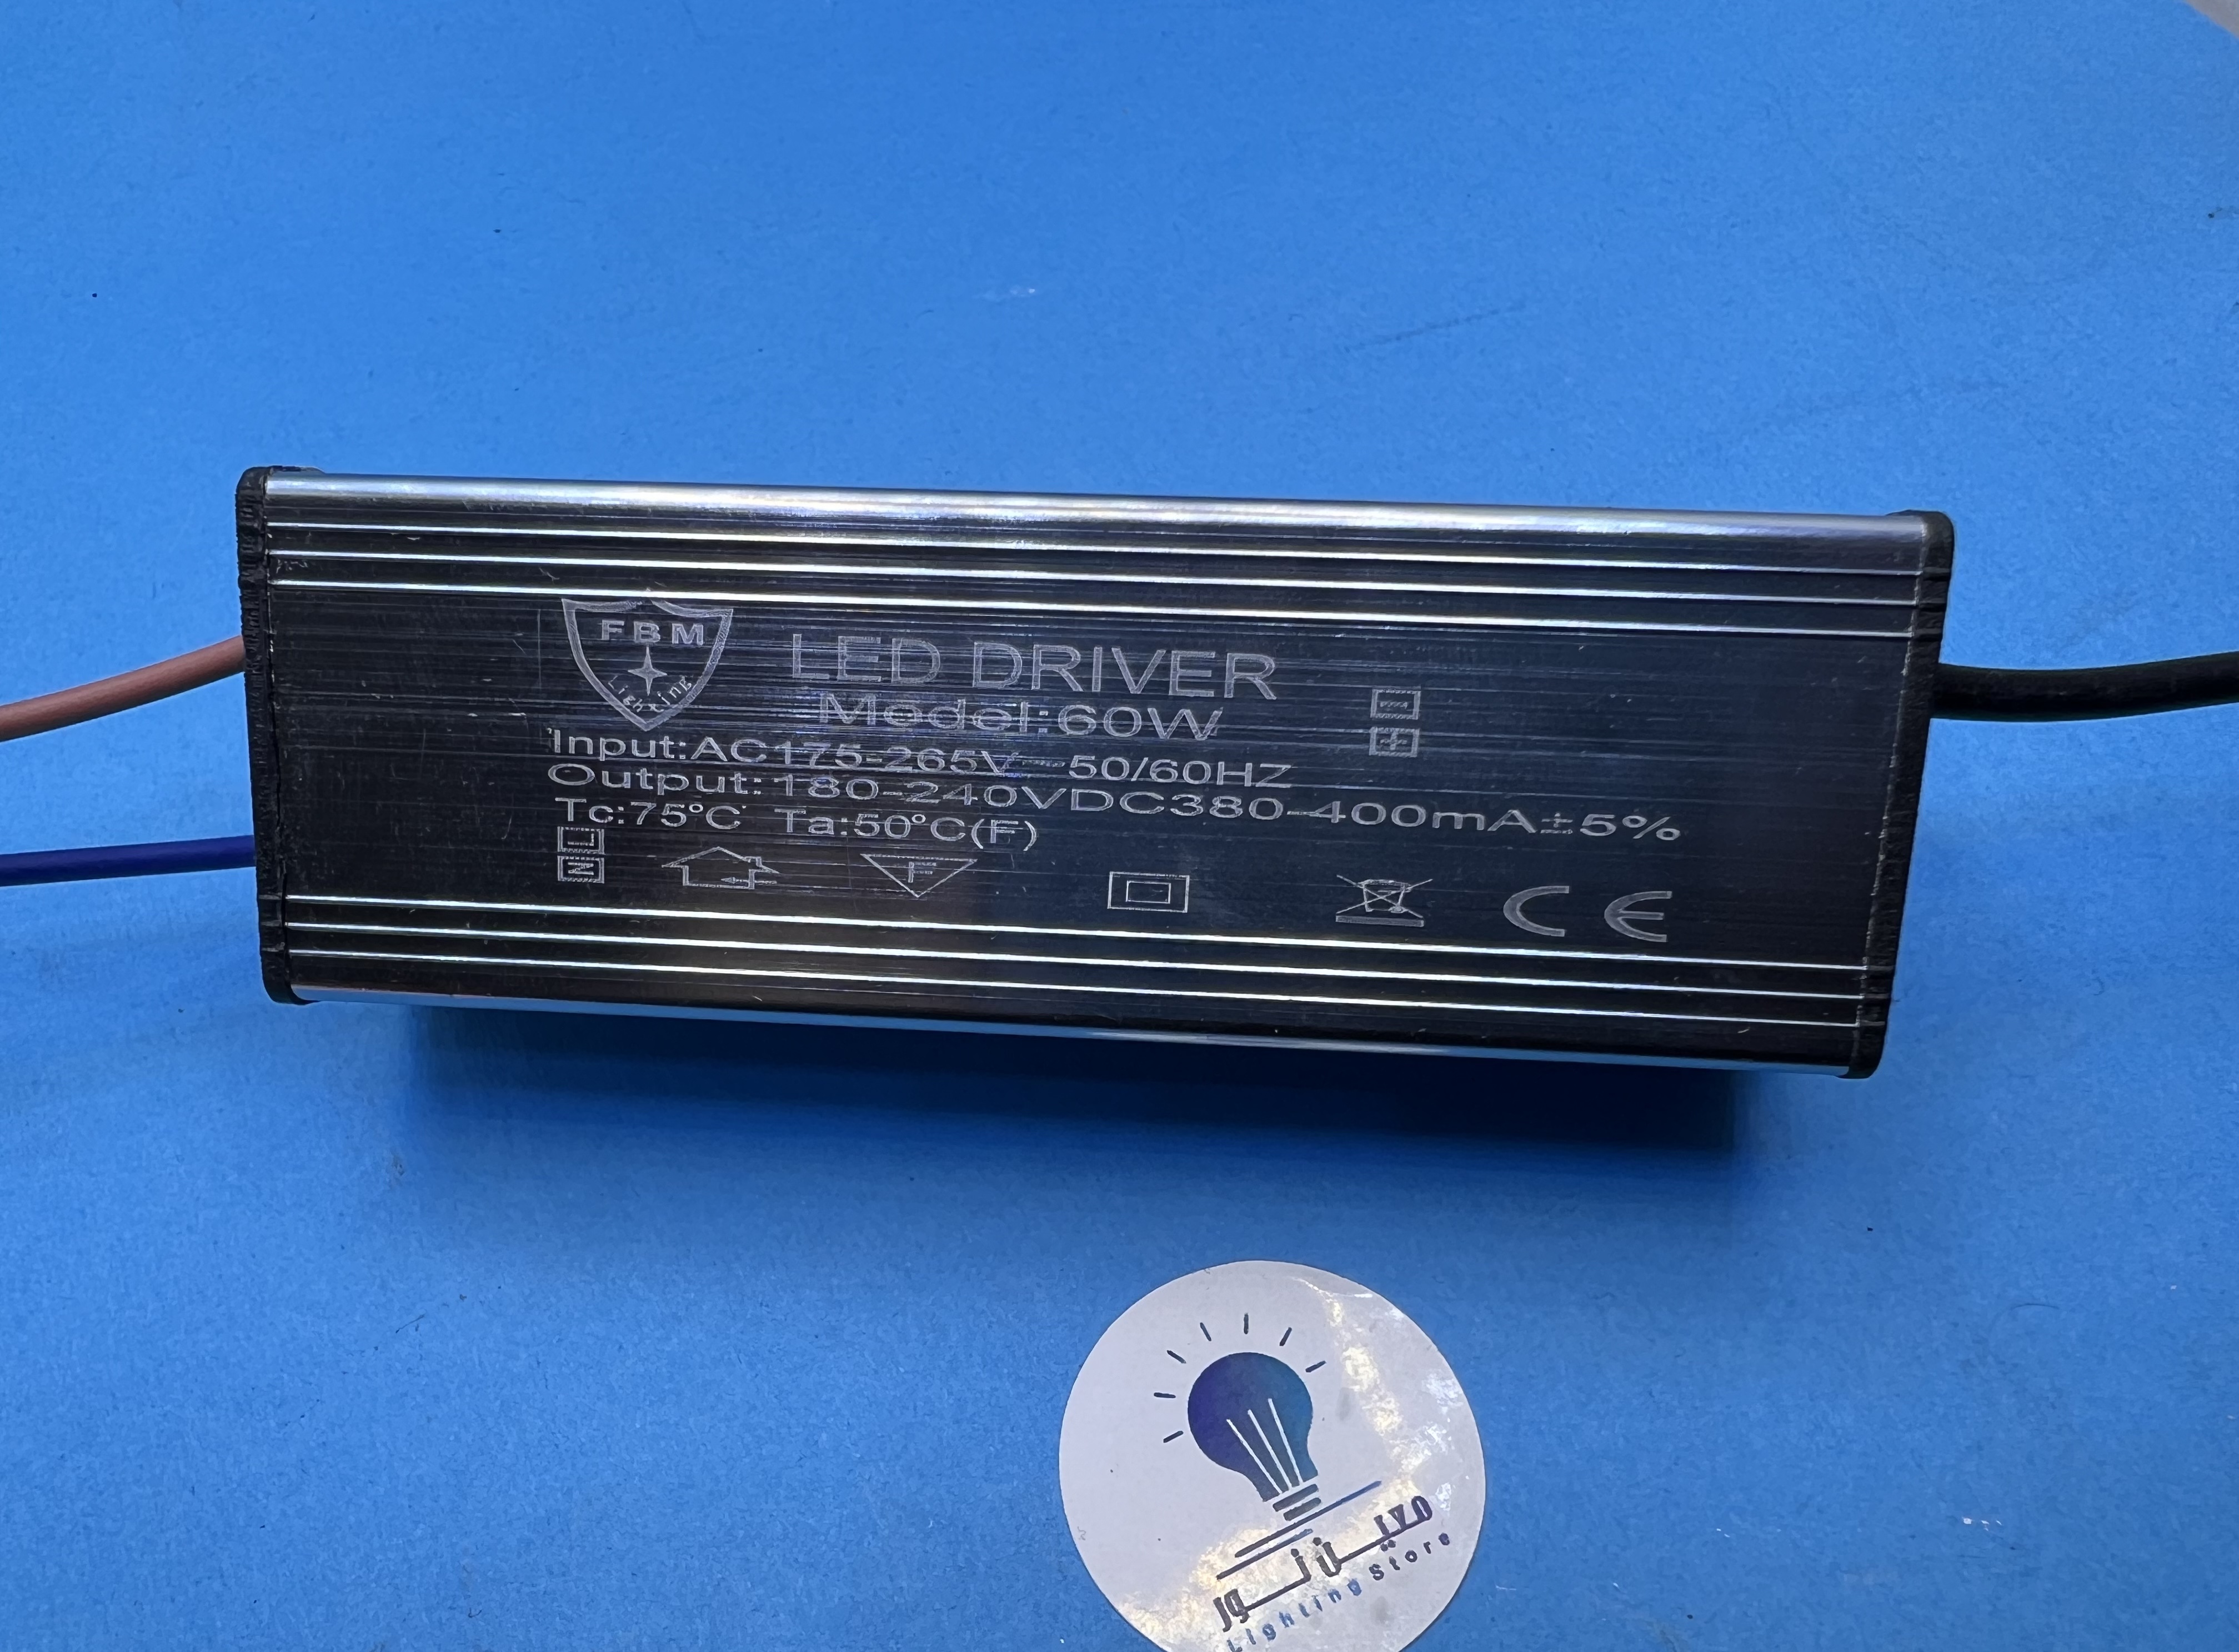 FBM
Lighting
LED DRIVER
Model:60W
Input:AC175-265V~50/60HZ
Output:180-240VDC380-400mA±5%
Tc:75°C Ta:50°C(F)
L
N
-
+
F
CE
معین نور
Lighting Store